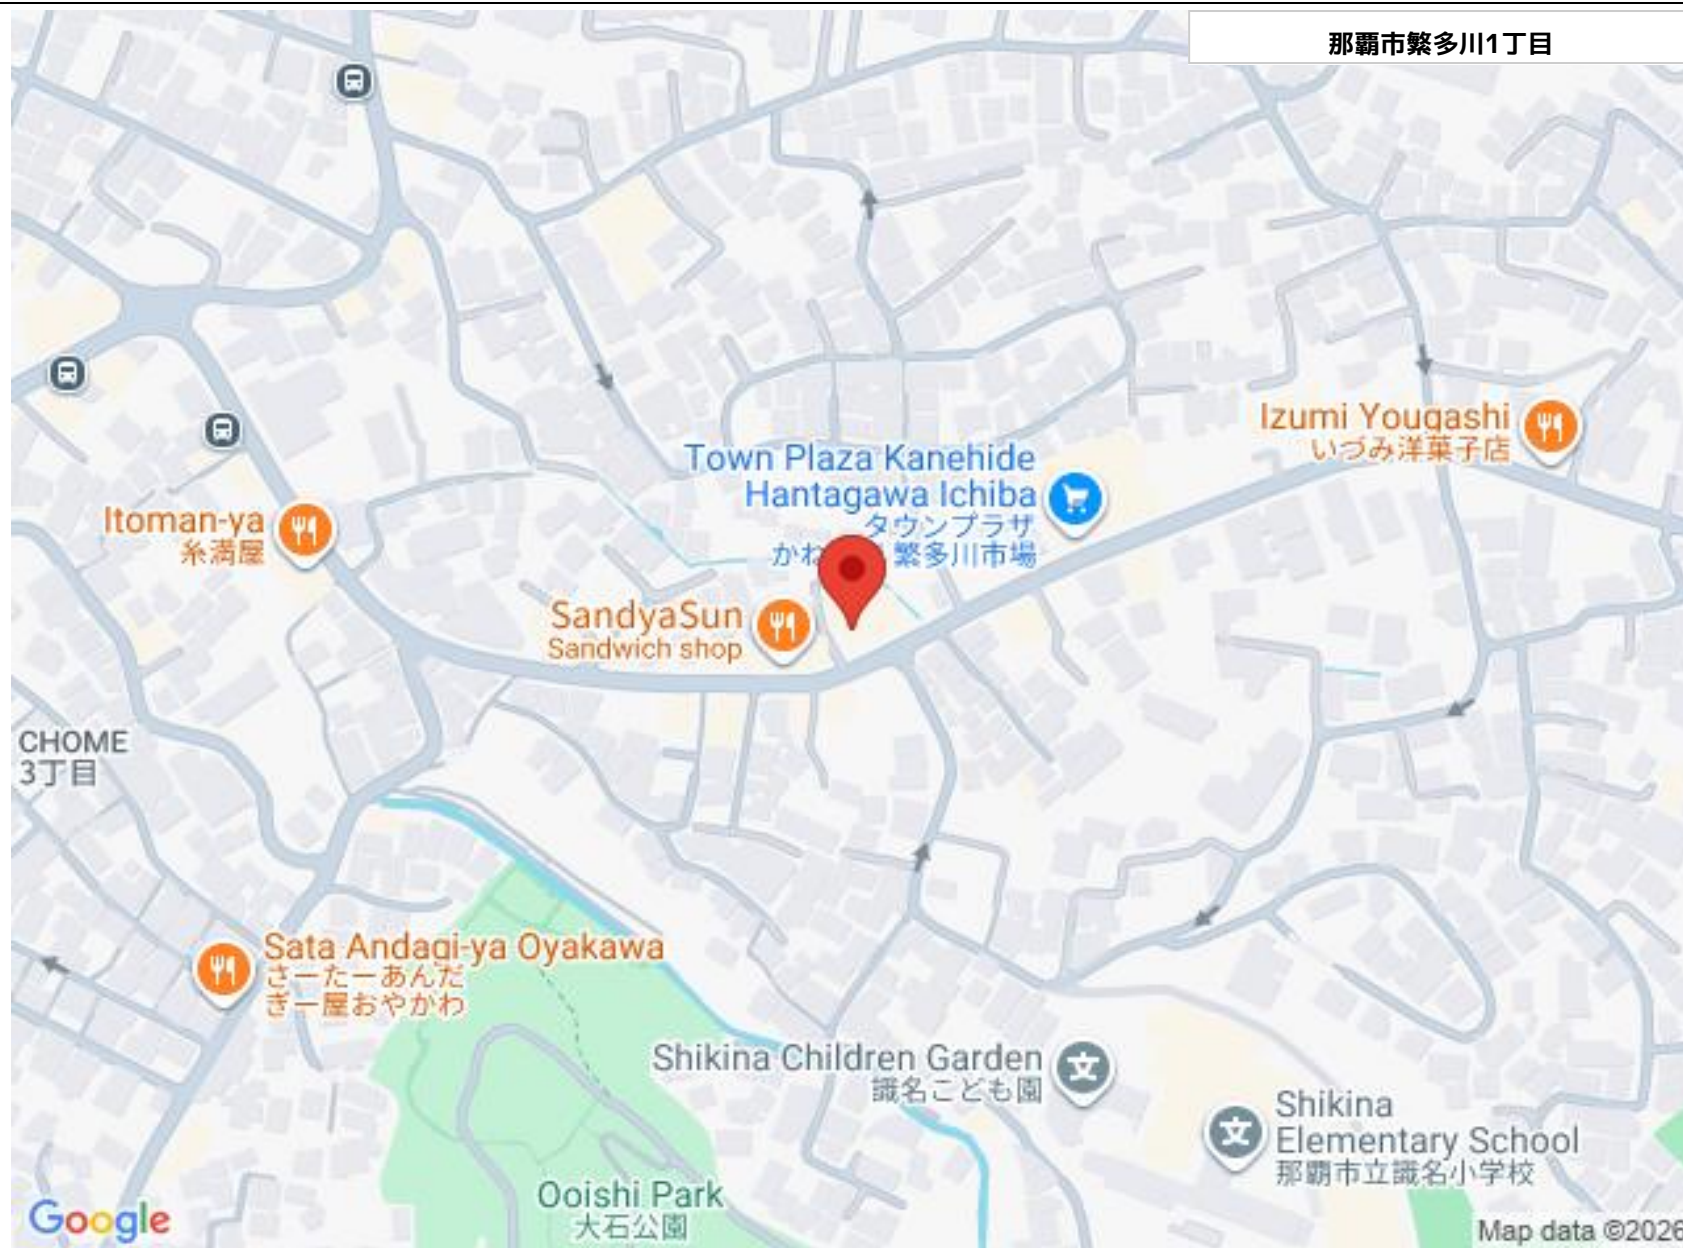 那覇市繁多川1丁目
Izumi Yougashi
いづみ洋菓子店
Town Plaza Kanehide
Hantagawa Ichiba
タウンプラザ
かね
繁多川市場
Itoman-ya
糸満屋
SandyaSun
Sandwich shop
CHOME
3丁目
Sata Andagi-ya Oyakawa
さーたーあんだ
ぎー屋おやかわ
Shikina Children Garden
識名こども園
文
Shikina
Elementary School
那覇市立識名小学校
文
Ooishi Park
大石公園
Google
Map data ©2026